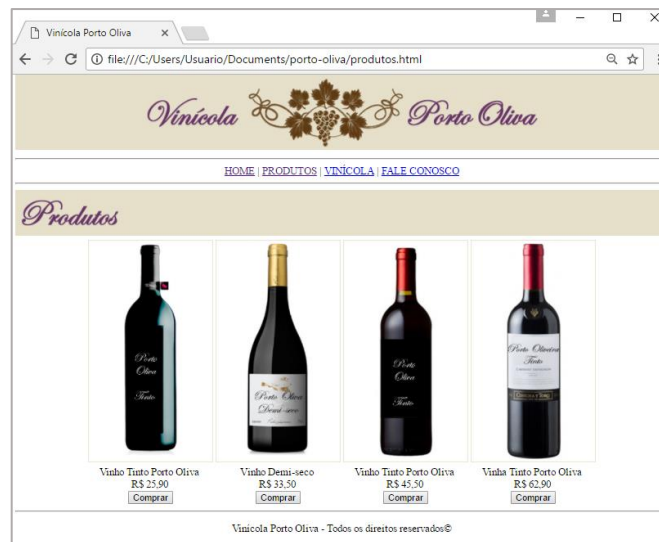 Vinícola Porto Oliva
file:///C:/Users/Usuario/Documents/porto-oliva/produtos.html
Vinícola Porto Oliva
HOME | PRODUTOS | VINÍCOLA | FALE CONOSCO
Produtos
Porto
Oliva
Tinto
Porto Oliva
Demi-seco
Porto
Oliva
Tinto
Porto Oliveira
Tinto
CABERNET SAUVIGNON
Vinho Tinto Porto Oliva
R$ 25,90
Comprar
Vinho Demi-seco
R$ 33,50
Comprar
Vinho Tinto Porto Oliva
R$ 45,50
Comprar
Vinha Tinto Porto Oliva
R$ 62,90
Comprar
Vinícola Porto Oliva - Todos os direitos reservados©